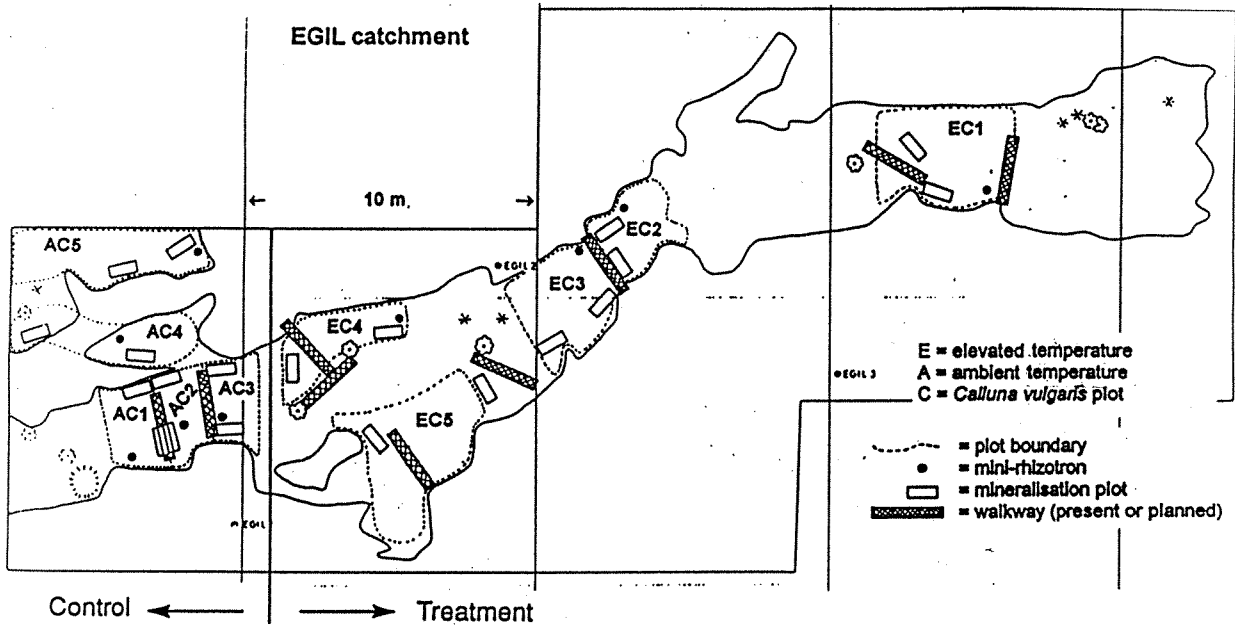 EGIL catchment
10 m.
EC1
EC2
AC5
EGIL 2
EC3
AC4
EC4
AC3
AC2
AC1
EC5
EGIL 3
E = elevated temperature
A = ambient temperature
C = Calluna vulgaris plot
= plot boundary
= mini-rhizotron
= mineralisation plot
= walkway (present or planned)
EGIL
Control
Treatment